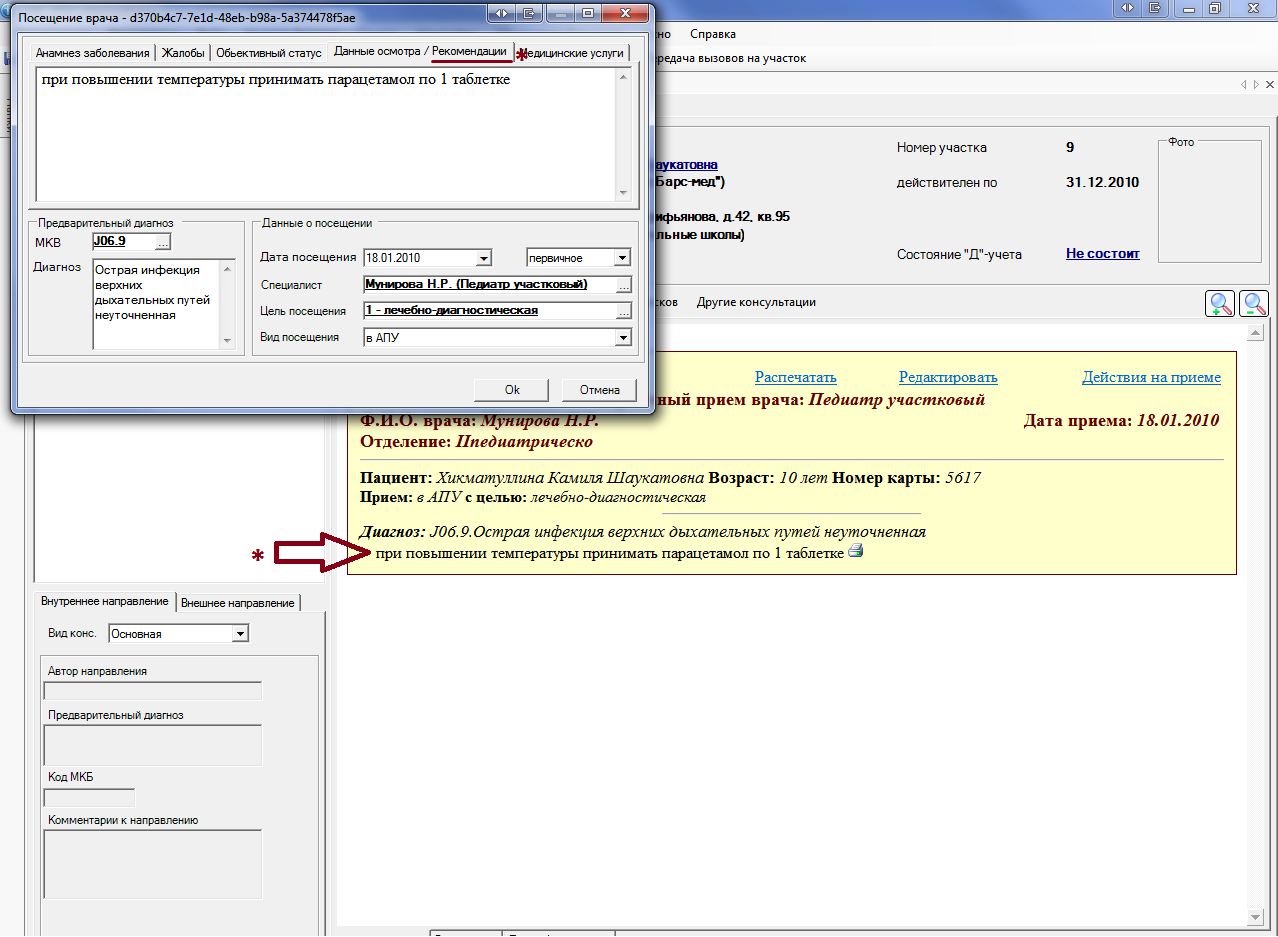 Посещение врача - d370b4c7-7e1d-48eb-b98a-5a374478f5ae
Анамнез заболевания Жалобы Обьективный статус Данные осмотра / Рекомендации *едицинские услуги
при повышении температуры принимать парацетамол по 1 таблетке
Предварительный диагноз
МКВ J06.9 ...
Диагноз Острая инфекция
верхних
дыхательных путей
неуточненная
Данные о посещении
Дата посещения 18.01.2010 первичное
Специалист Мунирова Н.Р. (Педиатр участковый) ...
Цель посещения 1 - лечебно-диагностическая ...
Вид посещения в АПУ
Ok Отмена
но Справка
редача вызовов на участок
аукатовна
Барс-мед")
ифьянова, д.42, кв.95
льные школы)
Номер участка 9
действителен по 31.12.2010
Состояние "Д"-учета Не состоит
Фото
сков Другие консультации
Распечатать Редактировать Действия на приеме
ный прием врача: Педиатр участковый
Ф.И.О. врача: Мунирова Н.Р. Дата приема: 18.01.2010
Отделение: Ппедиатрическо
Пациент: Хикматуллина Камиля Шаукатовна Возраст: 10 лет Номер карты: 5617
Прием: в АПУ с целью: лечебно-диагностическая
Диагноз: J06.9.Острая инфекция верхних дыхательных путей неуточненная
* при повышении температуры принимать парацетамол по 1 таблетке
Внутреннее направление Внешнее направление
Вид конс. Основная
Автор направления
Предварительный диагноз
Код МКБ
Комментарии к направлению